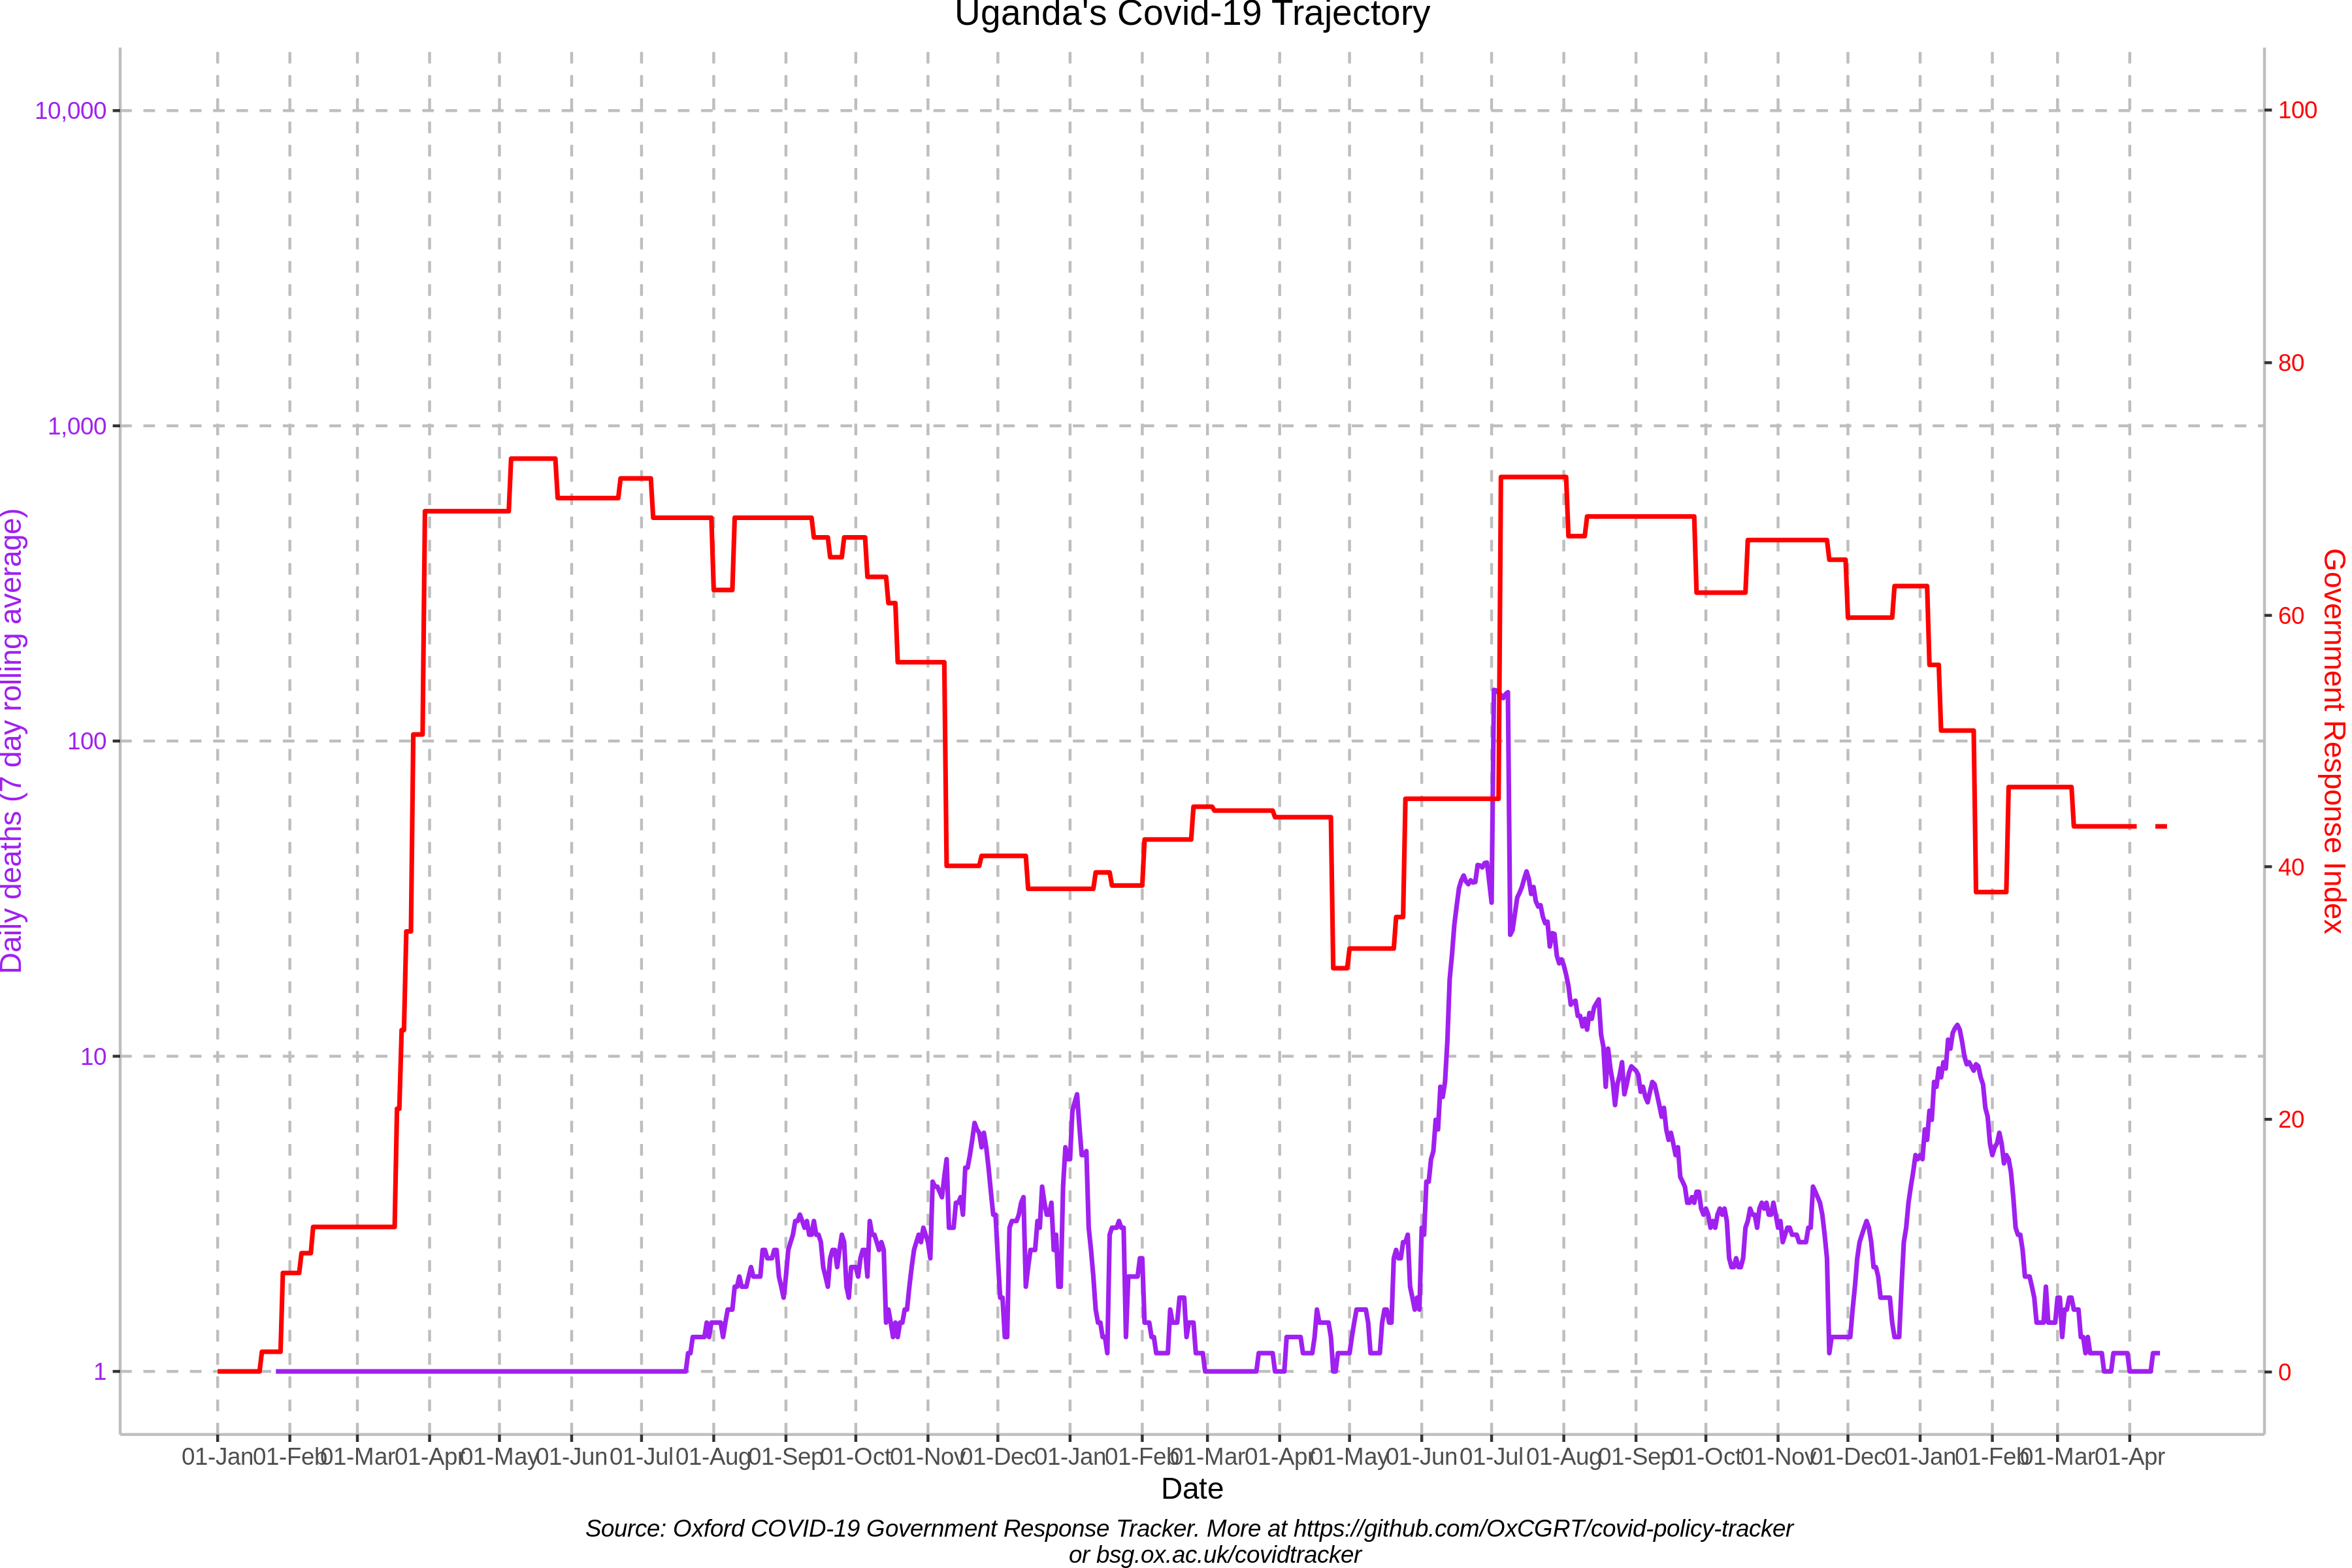 Uganda's Covid-19 Trajectory
10,000
1,000
100
10
1
Daily deaths (7 day rolling average)
100
80
60
40
20
0
Government Response Index
01-Jan 01-Feb 01-Mar 01-Apr 01-May 01-Jun 01-Jul 01-Aug 01-Sep 01-Oct 01-Nov 01-Dec 01-Jan 01-Feb 01-Mar 01-Apr 01-May 01-Jun 01-Jul 01-Aug 01-Sep 01-Oct 01-Nov 01-Dec 01-Jan 01-Feb 01-Mar 01-Apr
Date
Source: Oxford COVID-19 Government Response Tracker. More at https://github.com/OxCGRT/covid-policy-tracker
or bsg.ox.ac.uk/covidtracker